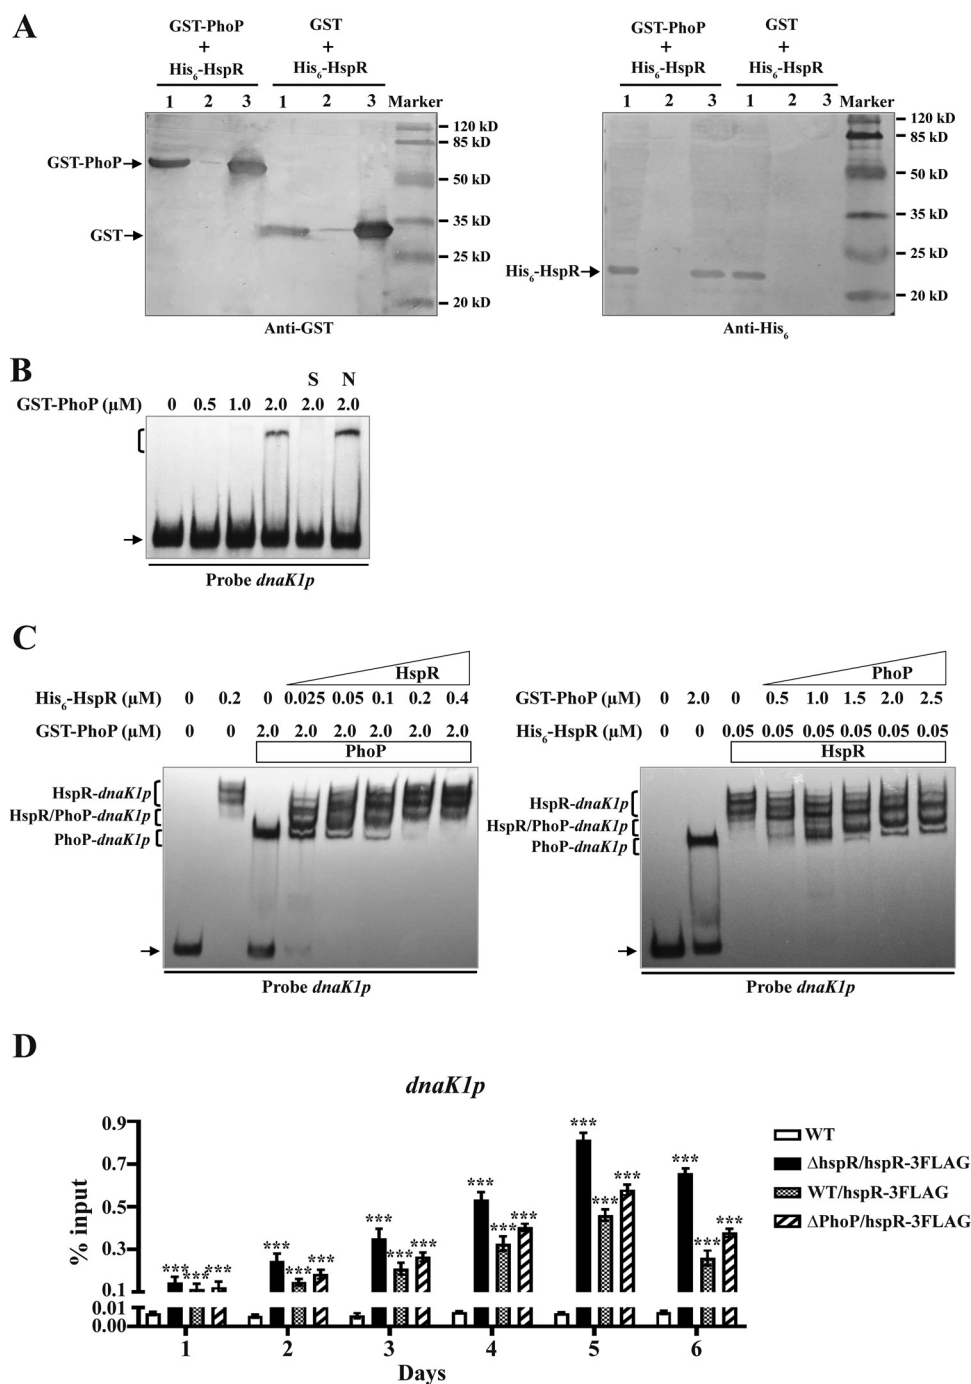 A
GST-PhoP GST
+ +
His6-HspR His6-HspR
1 2 3 1 2 3 Marker
120 kD
85 kD
GST-PhoP
50 kD
35 kD
GST
25 kD
20 kD
Anti-GST
GST-PhoP GST
+ +
His6-HspR His6-HspR
1 2 3 1 2 3 Marker
120 kD
85 kD
50 kD
35 kD
25 kD
His6-HspR
20 kD
Anti-His6
B
S N
GST-PhoP (µM) 0 0.5 1.0 2.0 2.0 2.0
Probe dnaK1p
C
HspR
His6-HspR (µM) 0 0.2 0 0.025 0.05 0.1 0.2 0.4
GST-PhoP (µM) 0 0 2.0 2.0 2.0 2.0 2.0 2.0
PhoP
HspR-dnaK1p
HspR/PhoP-dnaK1p
PhoP-dnaK1p
Probe dnaK1p
PhoP
GST-PhoP (µM) 0 2.0 0 0.5 1.0 1.5 2.0 2.5
His6-HspR (µM) 0 0 0.05 0.05 0.05 0.05 0.05 0.05
HspR
HspR-dnaK1p
HspR/PhoP-dnaK1p
PhoP-dnaK1p
Probe dnaK1p
D
dnaK1p
% input
0.9
0.7
0.5
0.3
0.1
0.01
0.00
*** *** ***
*** *** ***
*** *** ***
*** *** ***
*** *** ***
*** *** ***
1 2 3 4 5 6
Days
WT
ΔhspR/hspR-3FLAG
WT/hspR-3FLAG
ΔPhoP/hspR-3FLAG